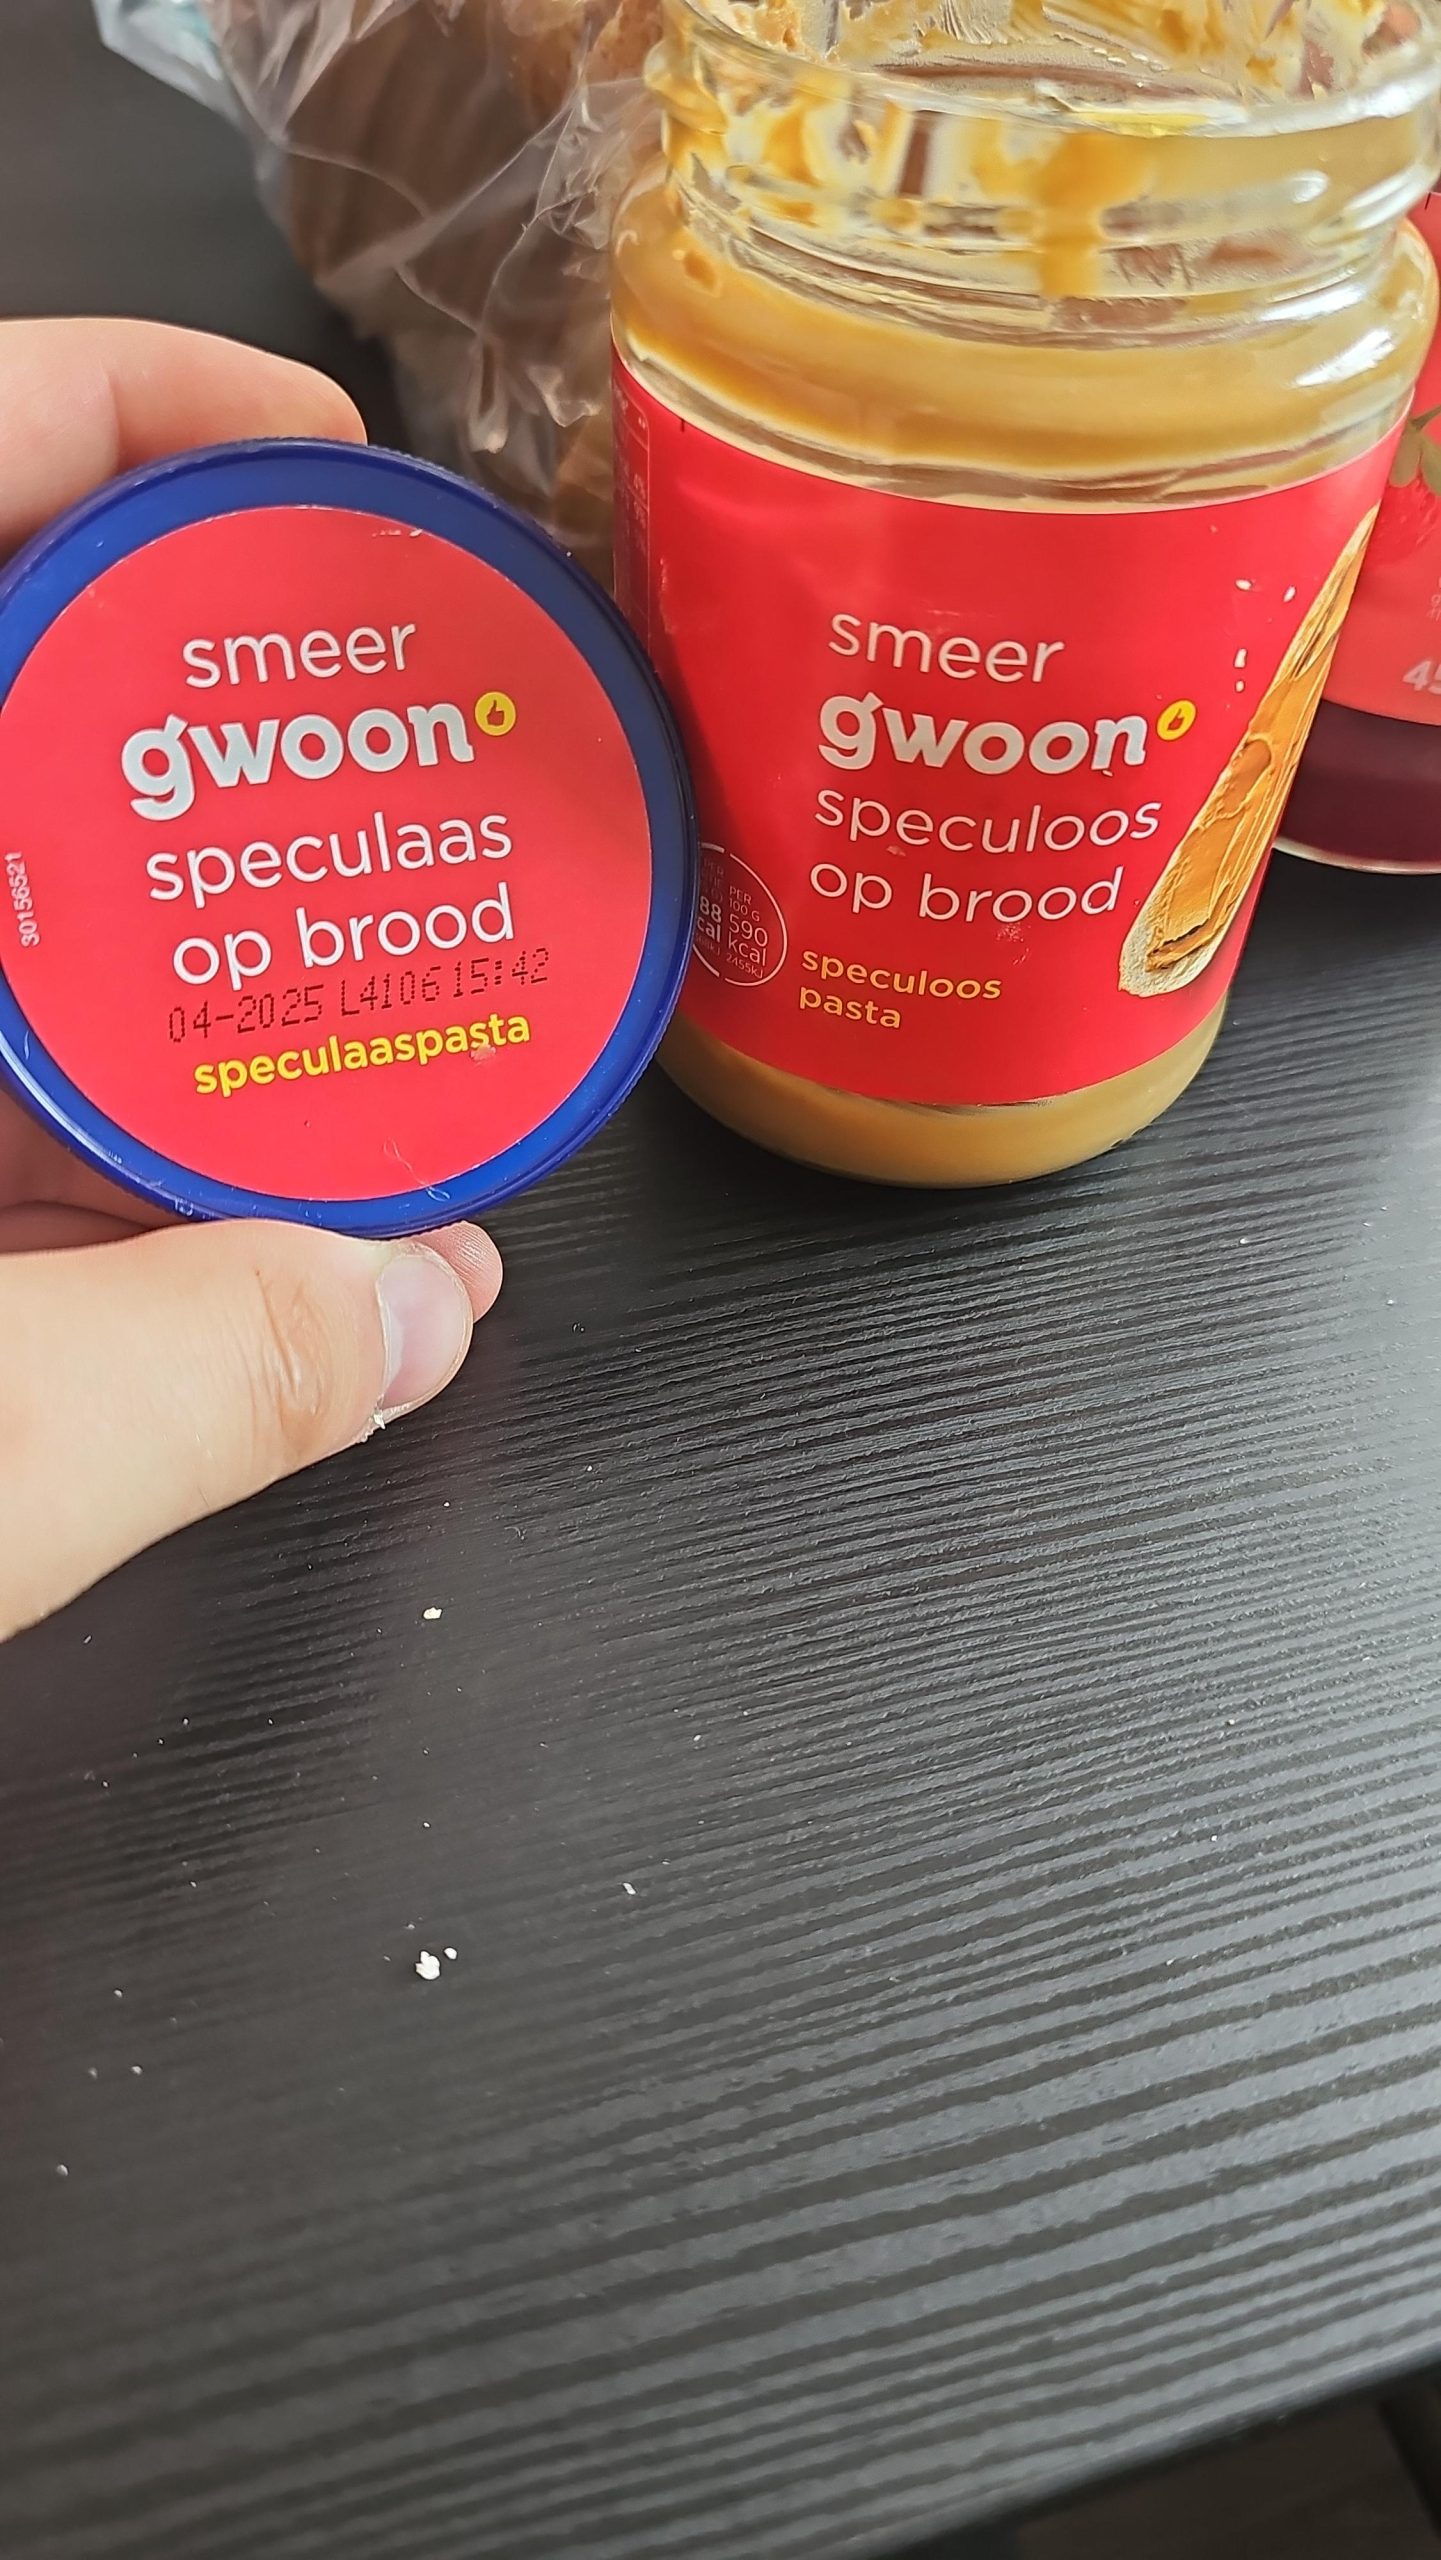 smeer
gwoon
speculaas
op brood
04-2025 L4106 15:42
speculaaspasta
30156521
smeer
gwoon
speculoos
op brood
speculoos
pasta
88
PER
100 G
590
kcal
2455kJ